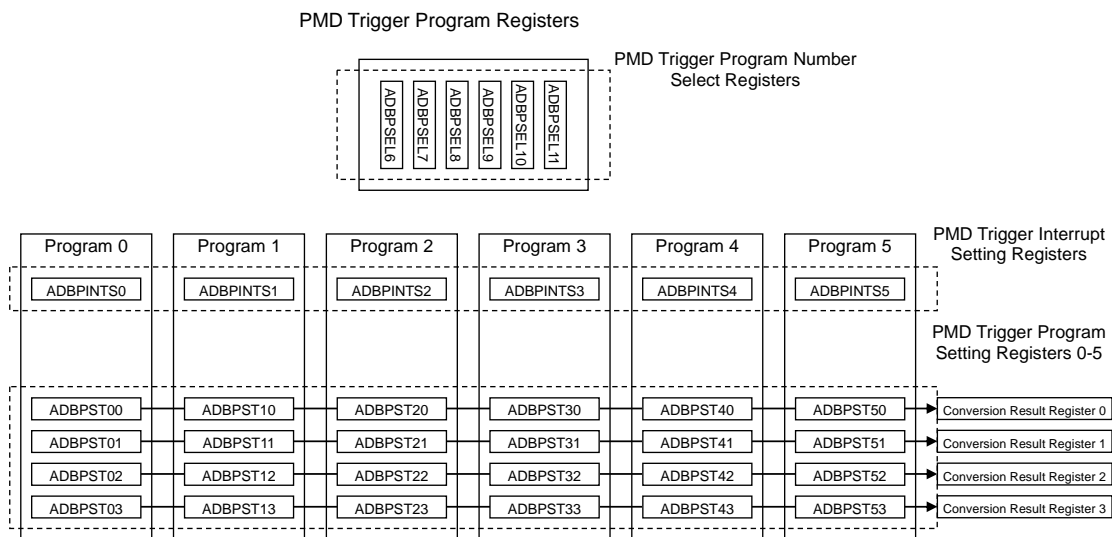 PMD Trigger Program Registers
PMD Trigger Program Number
Select Registers
ADBPSEL6
ADBPSEL7
ADBPSEL8
ADBPSEL9
ADBPSEL10
ADBPSEL11
Program 0
Program 1
Program 2
Program 3
Program 4
Program 5
PMD Trigger Interrupt
Setting Registers
ADBPINTS0
ADBPINTS1
ADBPINTS2
ADBPINTS3
ADBPINTS4
ADBPINTS5
PMD Trigger Program
Setting Registers 0-5
ADBPST00
ADBPST10
ADBPST20
ADBPST30
ADBPST40
ADBPST50
Conversion Result Register 0
ADBPST01
ADBPST11
ADBPST21
ADBPST31
ADBPST41
ADBPST51
Conversion Result Register 1
ADBPST02
ADBPST12
ADBPST22
ADBPST32
ADBPST42
ADBPST52
Conversion Result Register 2
ADBPST03
ADBPST13
ADBPST23
ADBPST33
ADBPST43
ADBPST53
Conversion Result Register 3